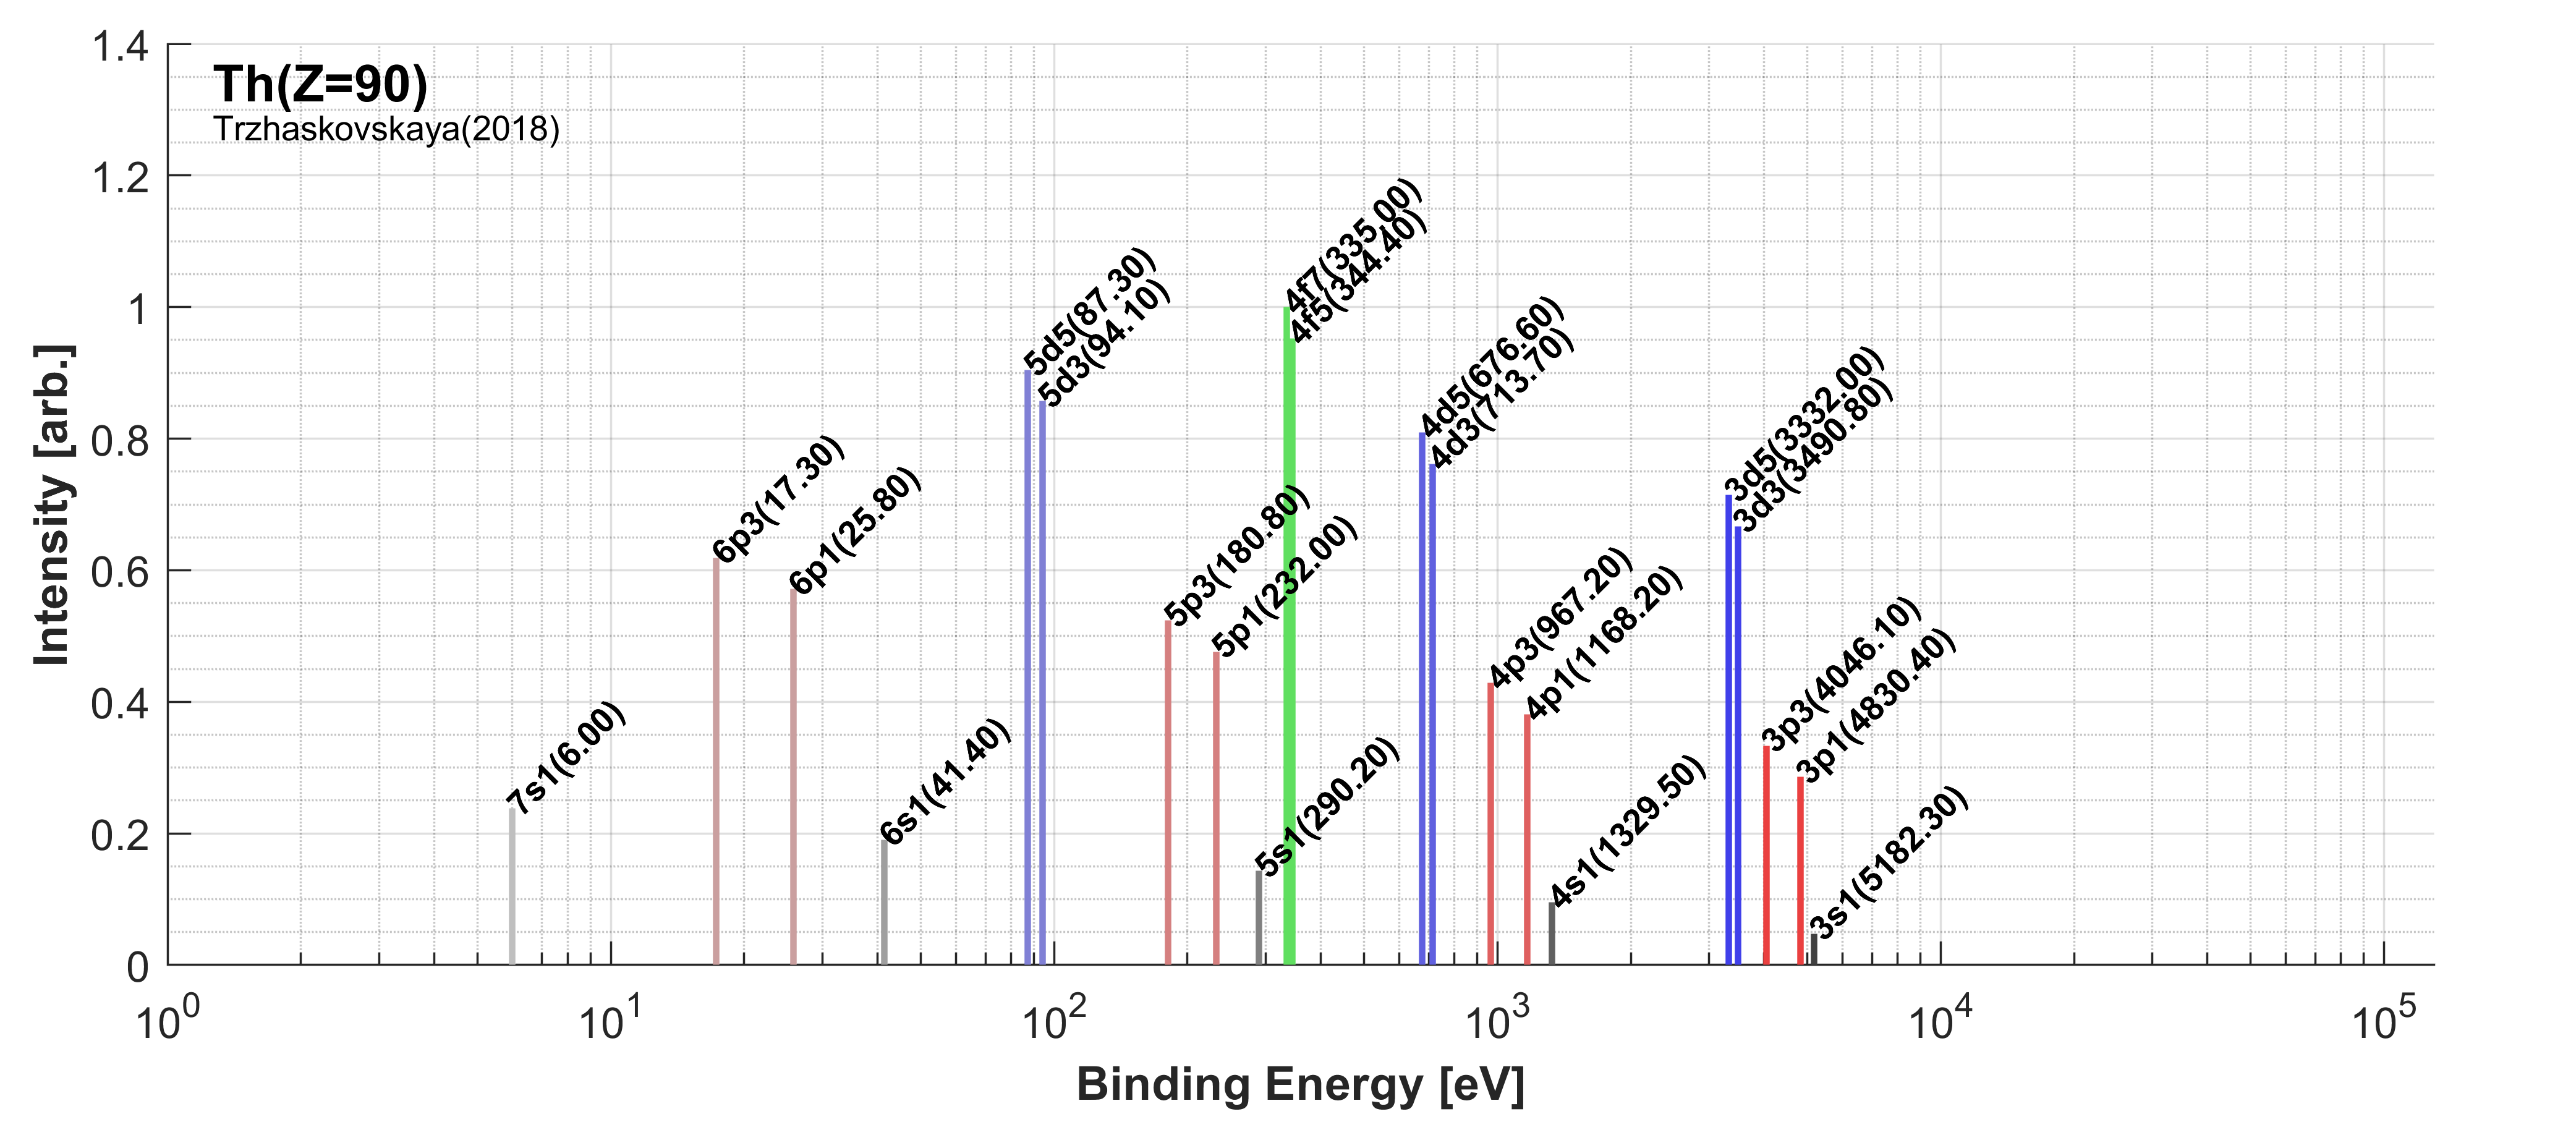 Th(Z=90)
Trzhaskovskaya(2018)
1.4
1.2
1
0.8
0.6
0.4
0.2
0
Intensity [arb.]
7s1(6.00)
6p3(17.30)
6p1(25.80)
6s1(41.40)
5d5(87.30)
5d3(94.10)
5p3(180.80)
5p1(232.00)
5s1(290.20)
4f7(335.00)
4f5(344.40)
4d5(676.60)
4d3(713.70)
4p3(967.20)
4p1(1168.20)
4s1(1329.50)
3d5(3332.00)
3d3(3490.80)
3p3(4046.10)
3p1(4830.40)
3s1(5182.30)
10^0 10^1 10^2 10^3 10^4 10^5
Binding Energy [eV]